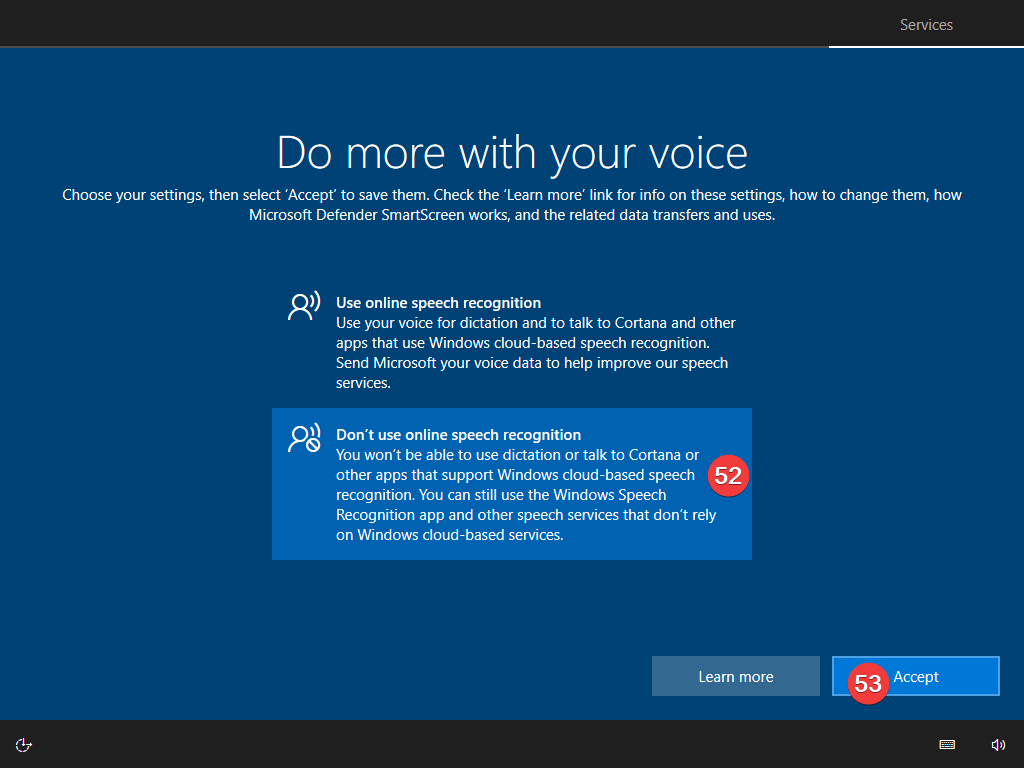 Services
Do more with your voice
Choose your settings, then select ‘Accept’ to save them. Check the ‘Learn more’ link for info on these settings, how to change them, how
Microsoft Defender SmartScreen works, and the related data transfers and uses.
Use online speech recognition
Use your voice for dictation and to talk to Cortana and other
apps that use Windows cloud-based speech recognition.
Send Microsoft your voice data to help improve our speech
services.
Don’t use online speech recognition
You won’t be able to use dictation or talk to Cortana or
other apps that support Windows cloud-based speech
recognition. You can still use the Windows Speech
Recognition app and other speech services that don’t rely
on Windows cloud-based services.
52
Learn more
53 Accept